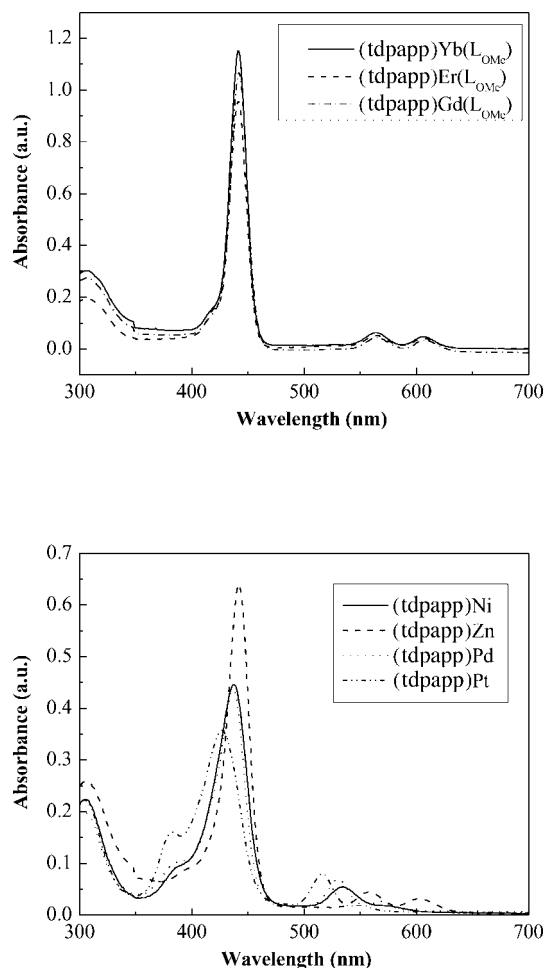 1.2
1.0
0.8
0.6
0.4
0.2
0.0
Absorbance (a.u.)
(tdpapp)Yb(L_OMe)
(tdpapp)Er(L_OMe)
(tdpapp)Gd(L_OMe)
300 400 500 600 700
Wavelength (nm)
0.7
0.6
0.5
0.4
0.3
0.2
0.1
0.0
Absorbance (a.u.)
(tdpapp)Ni
(tdpapp)Zn
(tdpapp)Pd
(tdpapp)Pt
300 400 500 600 700
Wavelength (nm)